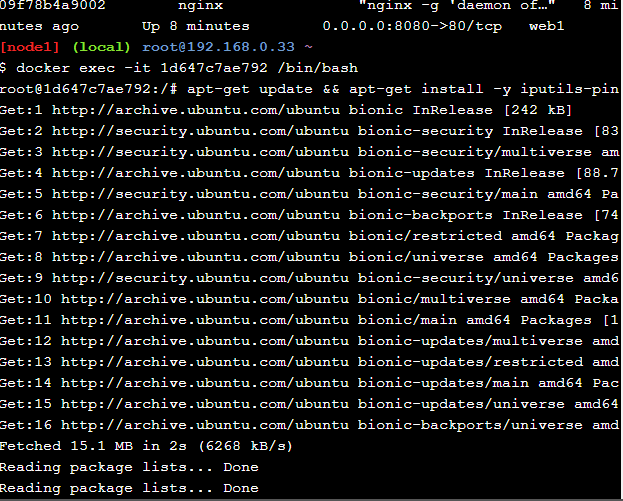 09f78b4a9002 nginx "nginx -g 'daemon of…" 8 mi
nutes ago Up 8 minutes 0.0.0.0:8080->80/tcp web1
[node1] (local) root@192.168.0.33 ~
$ docker exec -it 1d647c7ae792 /bin/bash
root@1d647c7ae792:/# apt-get update && apt-get install -y iputils-pin
Get:1 http://archive.ubuntu.com/ubuntu bionic InRelease [242 kB]
Get:2 http://security.ubuntu.com/ubuntu bionic-security InRelease [83
Get:3 http://security.ubuntu.com/ubuntu bionic-security/multiverse am
Get:4 http://archive.ubuntu.com/ubuntu bionic-updates InRelease [88.7
Get:5 http://security.ubuntu.com/ubuntu bionic-security/main amd64 Pa
Get:6 http://archive.ubuntu.com/ubuntu bionic-backports InRelease [74
Get:7 http://archive.ubuntu.com/ubuntu bionic/restricted amd64 Packag
Get:8 http://archive.ubuntu.com/ubuntu bionic/universe amd64 Packages
Get:9 http://security.ubuntu.com/ubuntu bionic-security/universe amd6
Get:10 http://archive.ubuntu.com/ubuntu bionic/multiverse amd64 Packa
Get:11 http://archive.ubuntu.com/ubuntu bionic/main amd64 Packages [1
Get:12 http://archive.ubuntu.com/ubuntu bionic-updates/multiverse amd
Get:13 http://archive.ubuntu.com/ubuntu bionic-updates/restricted amd
Get:14 http://archive.ubuntu.com/ubuntu bionic-updates/main amd64 Pac
Get:15 http://archive.ubuntu.com/ubuntu bionic-updates/universe amd64
Get:16 http://archive.ubuntu.com/ubuntu bionic-backports/universe amd
Fetched 15.1 MB in 2s (6268 kB/s)
Reading package lists... Done
Reading package lists... Done